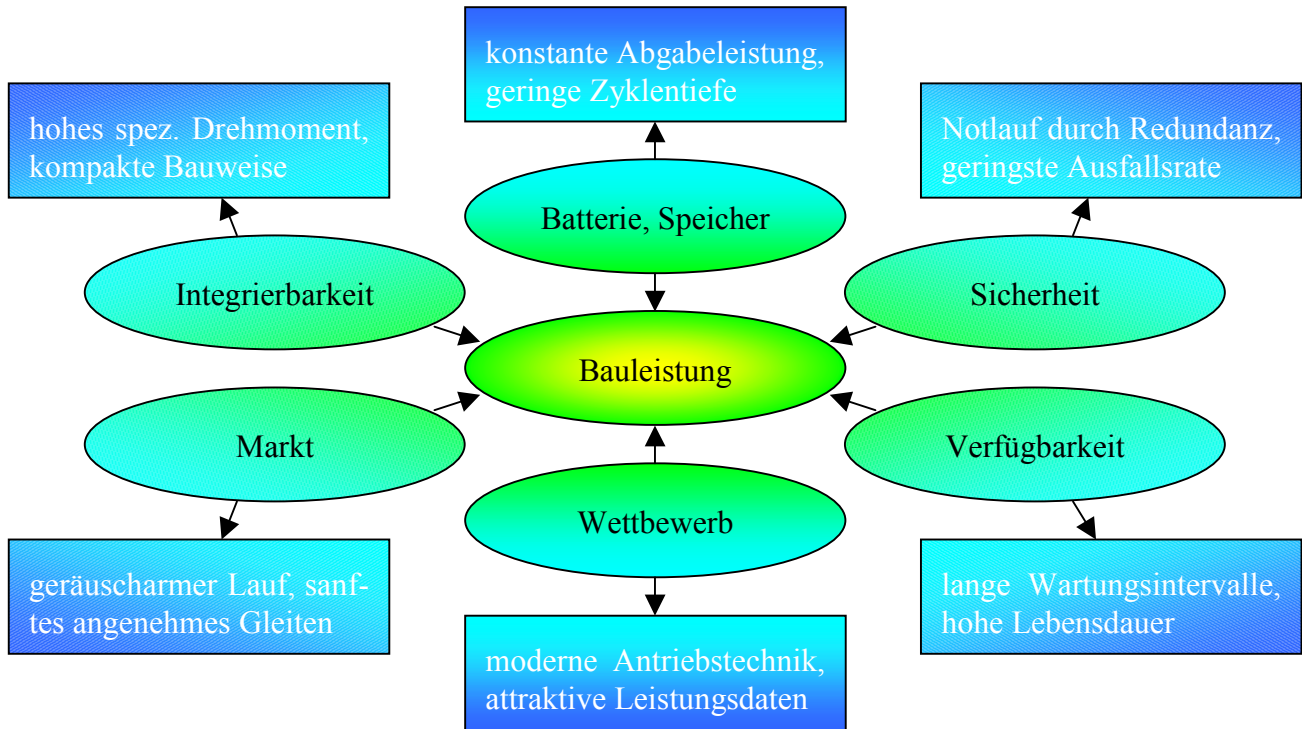 konstante Abgabeleistung,
geringe Zyklentiefe
hohes spez. Drehmoment,
kompakte Bauweise
Notlauf durch Redundanz,
geringste Ausfallsrate
Batterie, Speicher
Integrierbarkeit
Sicherheit
Bauleistung
Markt
Verfügbarkeit
Wettbewerb
geräuscharmer Lauf, sanf-
tes angenehmes Gleiten
lange Wartungsintervalle,
hohe Lebensdauer
moderne Antriebstechnik,
attraktive Leistungsdaten